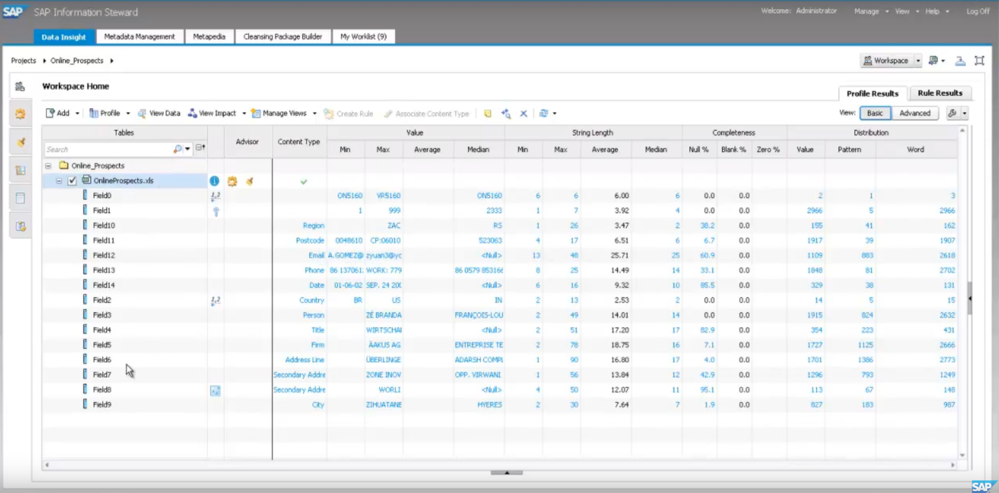 SAP SAP Information Steward Welcome: Administrator Manage View Help Log Off
Data Insight Metadata Management Metapedia Cleansing Package Builder My Worklist (9)
Projects Online_Prospects Workspace
Workspace Home
Profile Results Rule Results
Add Profile View Data View Impact Manage Views Create Rule Associate Content Type View: Basic Advanced
Tables Advisor Content Type Value String Length Completeness Distribution
Search Min Max Average Median Min Max Average Median Null % Blank % Zero % Value Pattern Word
Online_Prospects
OnlineProspects.xls
Field0 1.2 ON5160 VR5160 ON5160 6 6 6.00 6 0.0 0.0 2 1 3
Field1 1 999 2333 1 7 3.92 4 0.0 0.0 2966 5 2966
Field10 Region ZAC RS 1 26 3.47 2 38.2 0.0 155 41 162
Field11 Postcode 0048610 CP:06010 523063 4 17 6.51 6 6.7 0.0 1917 39 1907
Field12 Email A.GOMEZ@ zyuan3@yc <Null> 13 48 25.71 25 60.9 0.0 1109 883 2618
Field13 Phone 86 137061: WORK: 779 86 0579 853166 8 25 14.49 14 33.1 0.0 1848 81 2702
Field14 Date 01-06-02 SEP. 24 200 <Null> 6 16 9.32 10 85.5 0.0 329 38 131
Field2 1.2 Country BR US IN 2 13 2.53 2 0.0 0.0 14 5 15
Field3 Person ZÉ BRANDA FRANÇOIS-LOU 2 49 14.01 14 0.0 0.0 1915 824 2632
Field4 Title WIRTSCHAI <Null> 2 51 17.20 17 82.9 0.0 354 223 431
Field5 Firm ÄAKUS AG ENTREPRISE TE 2 78 18.75 16 7.1 0.0 1727 1125 2666
Field6 Address Line ÜBERLINGE ADARSH COMPL 1 90 16.80 17 4.0 0.0 1701 1386 2773
Field7 Secondary Addre ZONE INOV OPP. VIRWANI 1 56 13.84 12 42.9 0.0 1296 793 1249
Field8 Secondary Addre WORLI <Null> 4 50 12.07 11 95.1 0.0 113 67 148
Field9 City ZIHUATANE HYERES 2 30 7.64 7 1.9 0.0 827 183 987
SAP